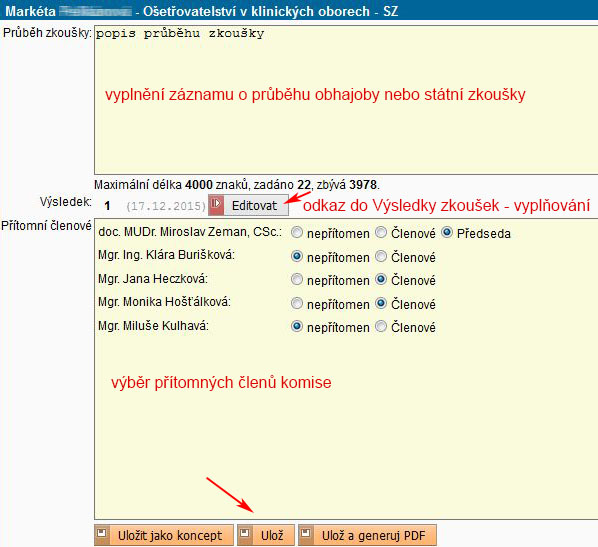 Markéta - Ošetřovatelství v klinických oborech - SZ
Průběh zkoušky: popis průběhu zkoušky
vyplnění záznamu o průběhu obhajoby nebo státní zkoušky
Maximální délka 4000 znaků, zadáno 22, zbývá 3978.
Výsledek: 1 (17.12.2015) Editovat odkaz do Výsledky zkoušek - vyplňování
Přítomní členové
doc. MUDr. Miroslav Zeman, CSc.: nepřítomen Členové Předseda
Mgr. Ing. Klára Burišková: nepřítomen Členové
Mgr. Jana Heczková: nepřítomen Členové
Mgr. Monika Hošťálková: nepřítomen Členové
Mgr. Miluše Kulhavá: nepřítomen Členové
výběr přítomných členů komise
Uložit jako koncept Ulož Ulož a generuj PDF